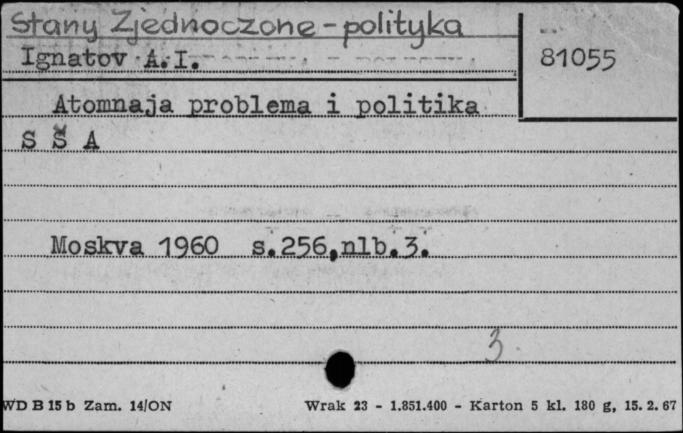 Stany Zjednoczone - polityka
Ignatov A.I.
81055
Atomnaja problema i politika
S Š A
Moskva 1960 s.256,nlb.3.
3
WD B 15 b Zam. 14/ON
Wrak 23 - 1.851.400 - Karton 5 kl. 180 g, 15. 2. 67